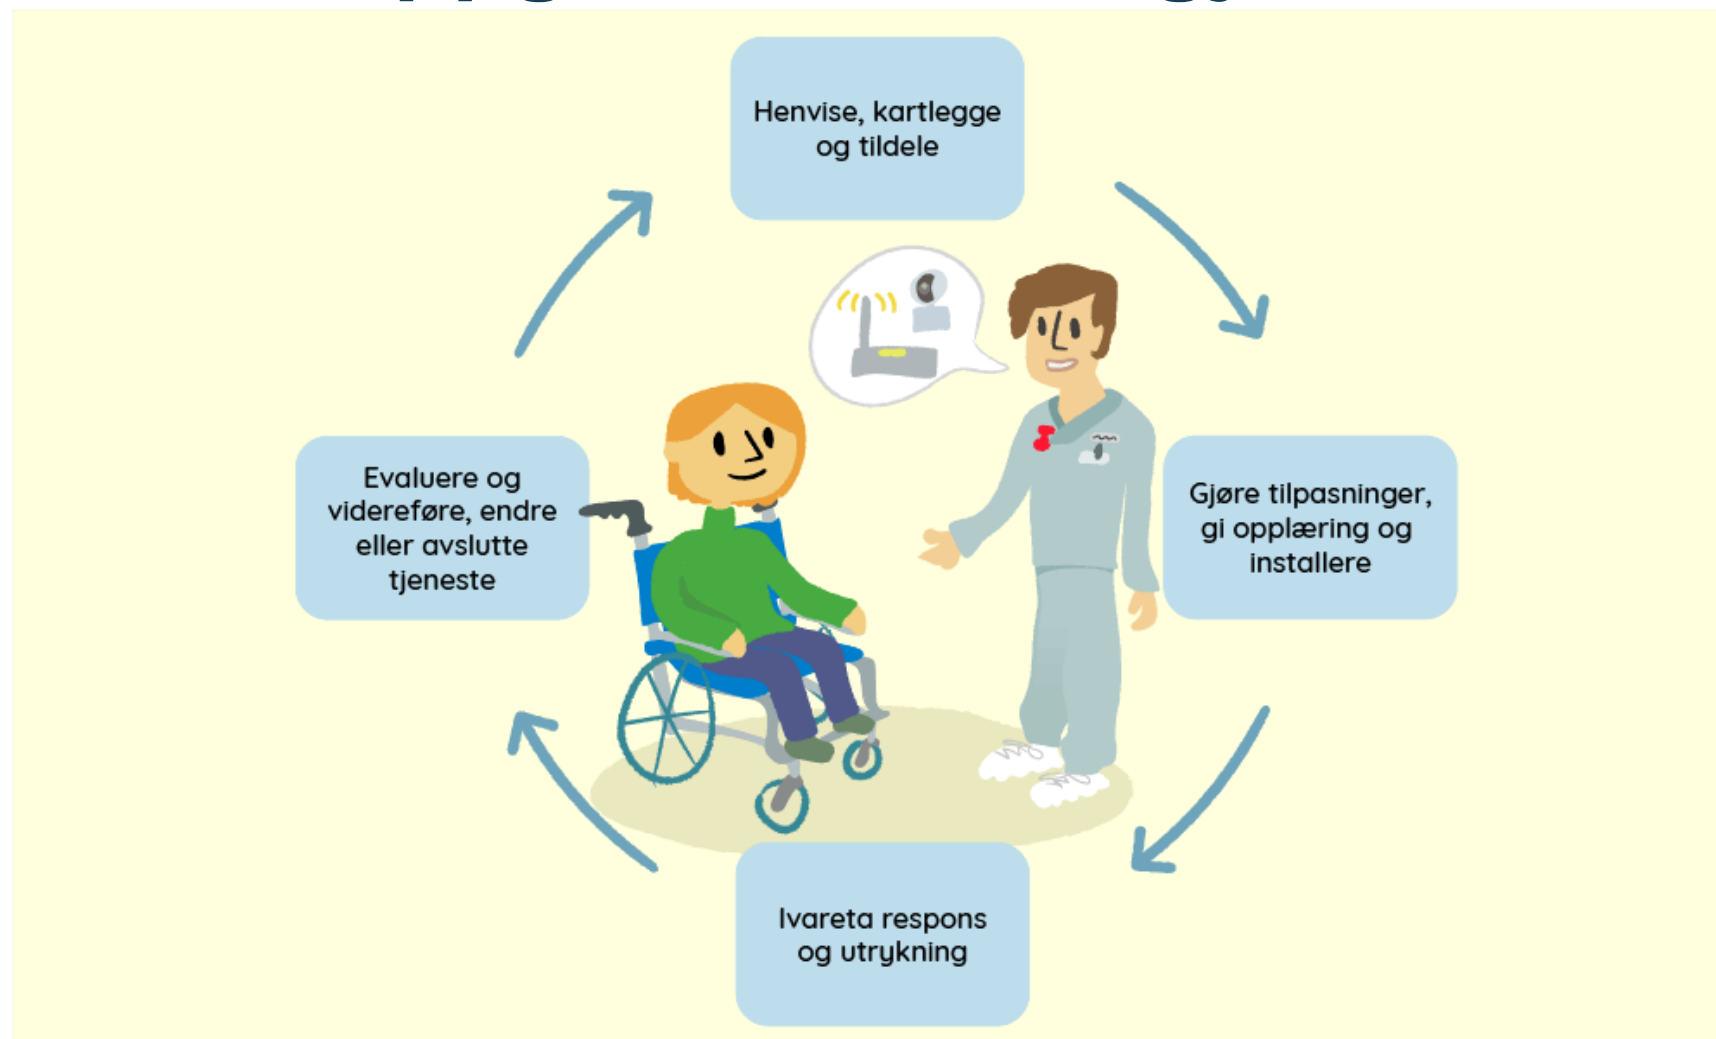 Henvise, kartlegge
og tildele
Gjøre tilpasninger,
gi opplæring og
installere
Ivareta respons
og utrykning
Evaluere og
videreføre, endre
eller avslutte
tjeneste